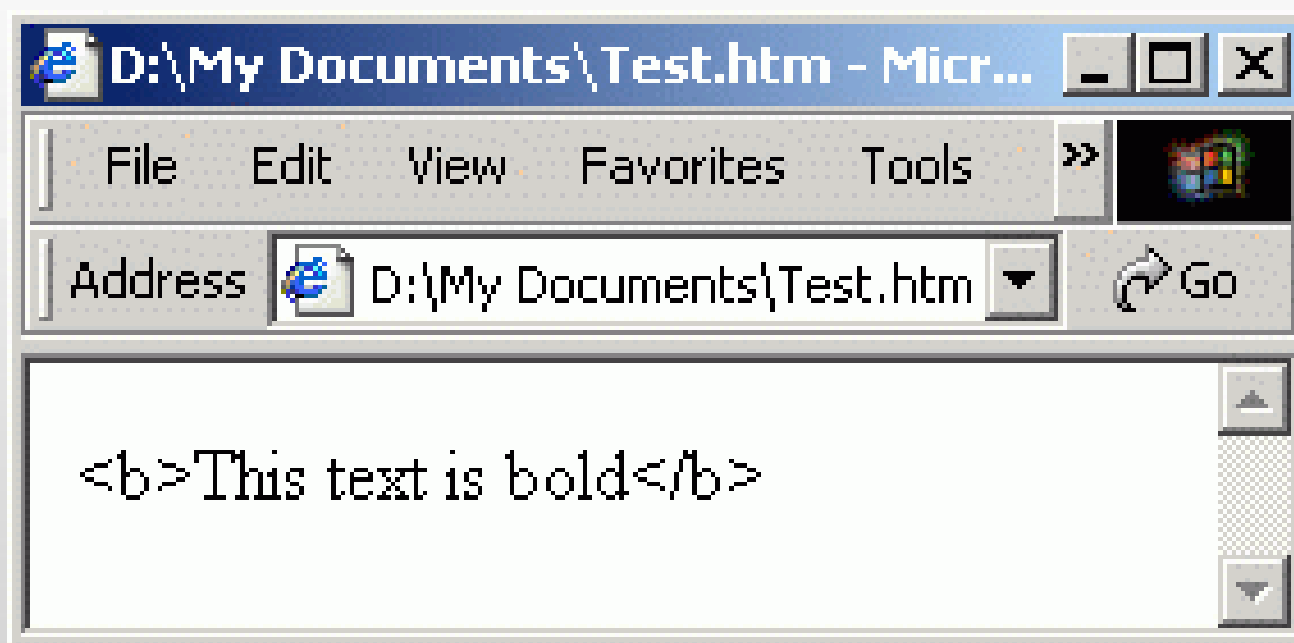 D:\My Documents\Test.htm - Micr...
File Edit View Favorites Tools »
Address D:\My Documents\Test.htm Go
<b>This text is bold</b>